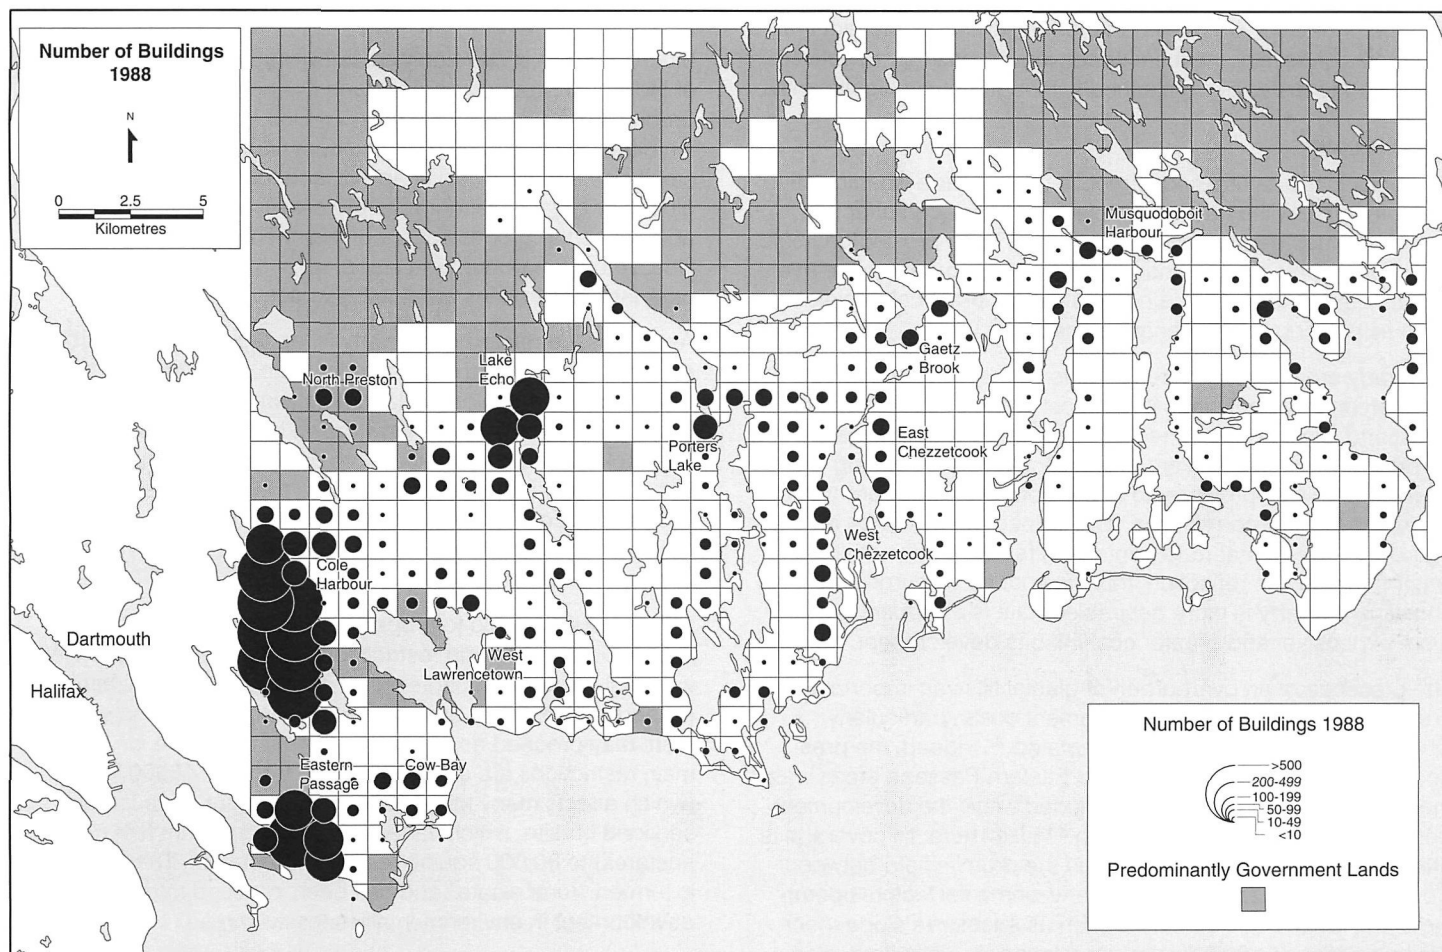 Number of Buildings
1988
N
0 2.5 5
Kilometres
Musquodoboit
Harbour
Lake
Echo
Gaetz
Brook
North Preston
Porters
Lake
East
Chezzetcook
West
Chezzetcook
Cole
Harbour
Dartmouth
Halifax
West
Lawrencetown
Eastern
Passage
Cow Bay
Number of Buildings 1988
>500
200-499
100-199
50-99
10-49
<10
Predominantly Government Lands